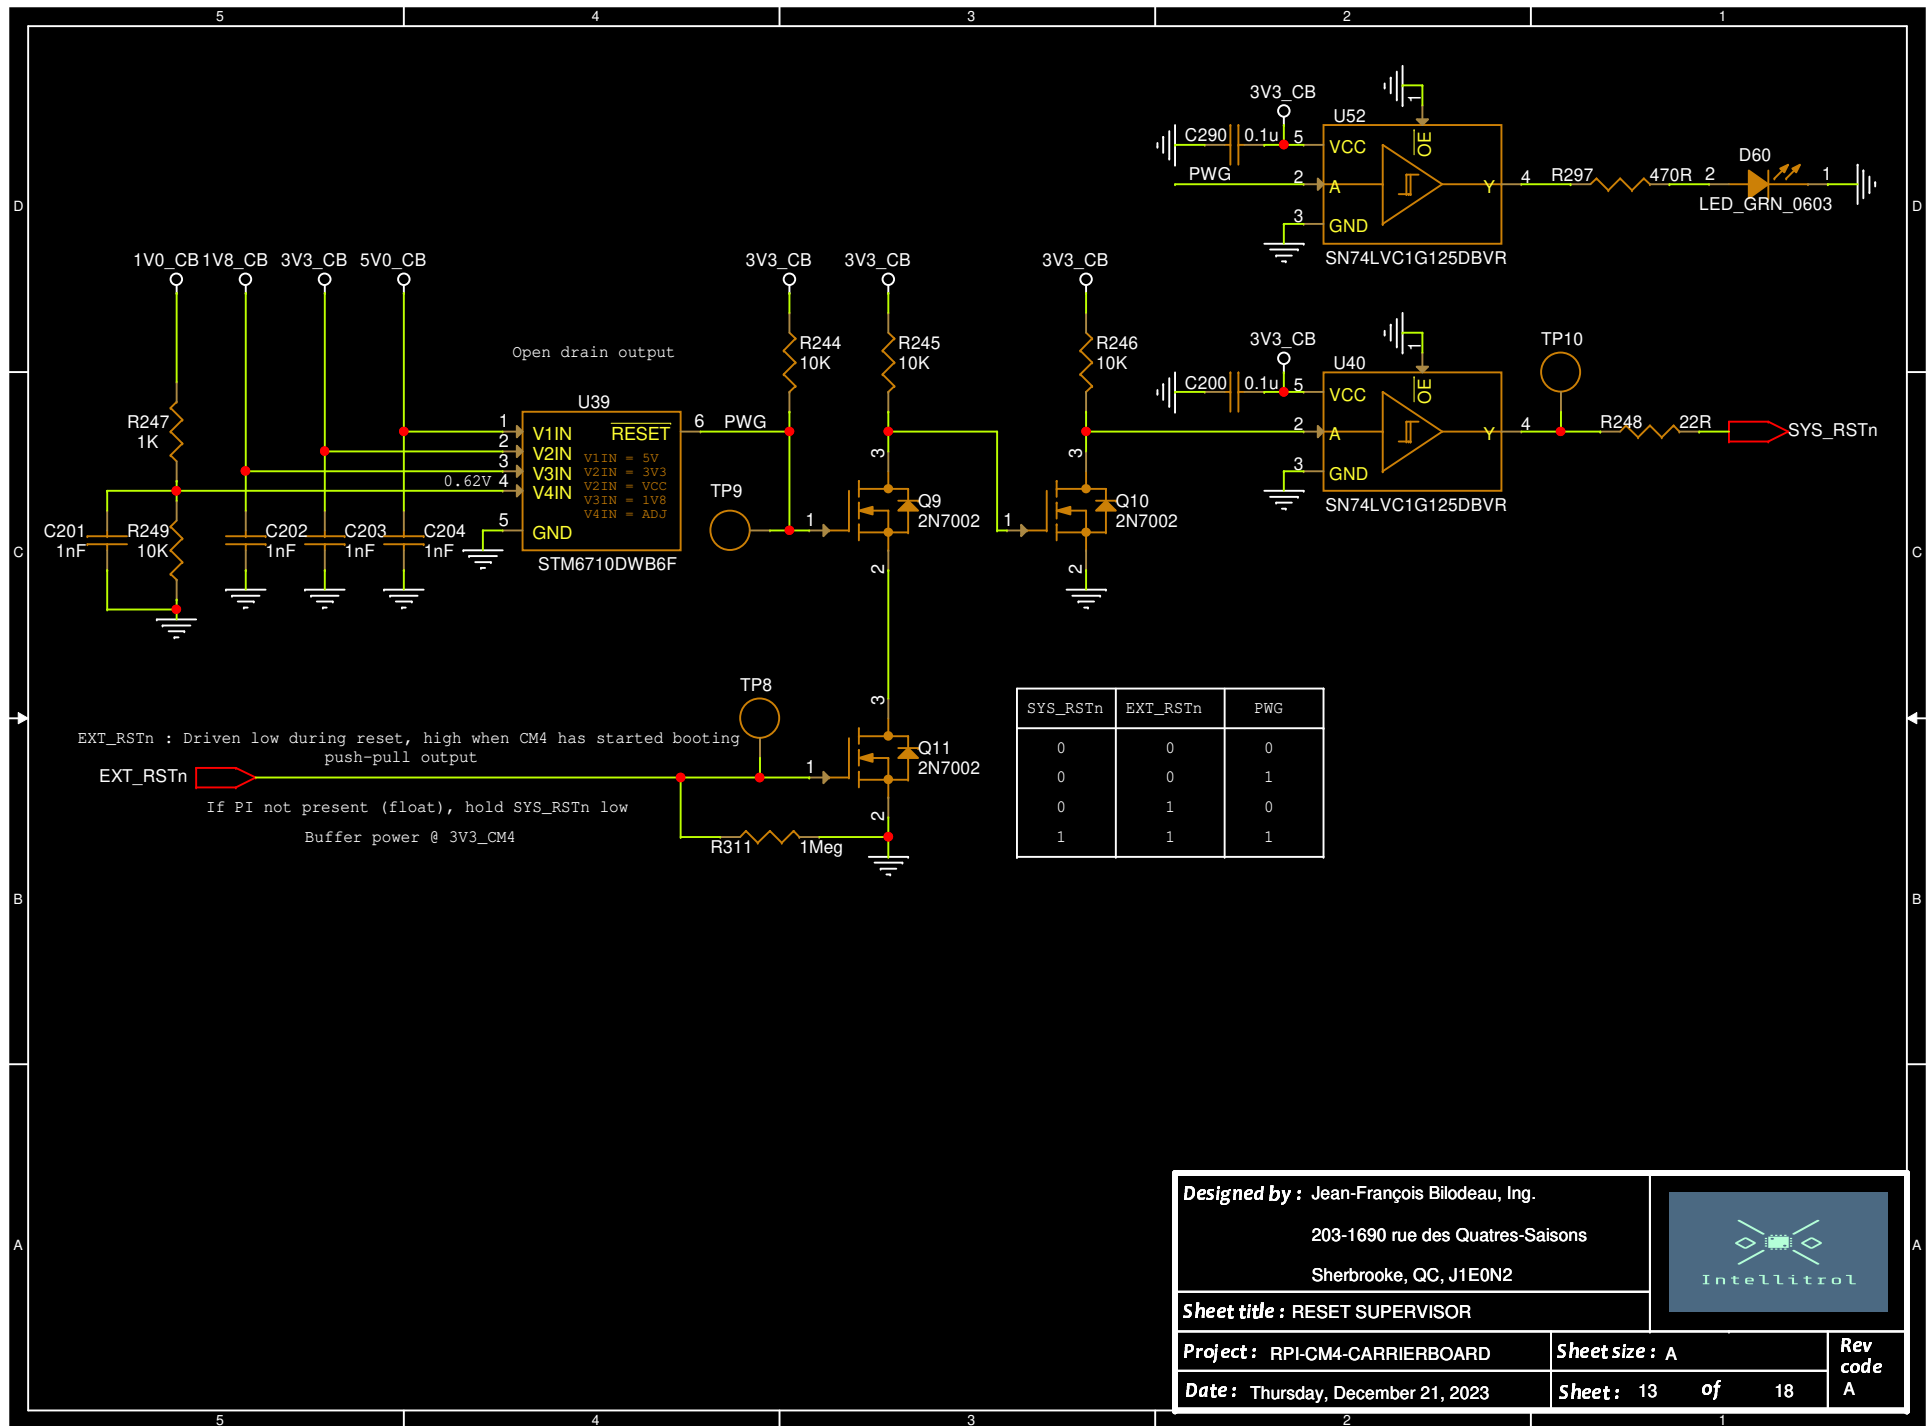 5 4 3 2 1
3V3_CB
1
U52
C290 0.1u 5 VCC OE
PWG 2 A Y 4 R297 470R 2 D60 1
LED_GRN_0603
3 GND
SN74LVC1G125DBVR
D D
1V0_CB 1V8_CB 3V3_CB 5V0_CB 3V3_CB 3V3_CB 3V3_CB
Open drain output
R244 10K
R245 10K
R246 10K
3V3_CB
1
U40
TP10
C200 0.1u 5 VCC OE
2 A Y 4 R248 22R SYS_RSTn
3 GND
SN74LVC1G125DBVR
R247
1K
U39
1 V1IN RESET 6 PWG
2 V2IN V1IN = 5V
3 V3IN V2IN = 3V3
V2IN = VCC
0.62V 4 V4IN V3IN = 1V8
V4IN = ADJ
5 GND
STM6710DWB6F
TP9
1 3 Q9
2N7002
2
1 3 Q10
2N7002
2
C201
1nF
R249
10K
C202
1nF
C203
1nF
C204
1nF
C C
TP8
EXT_RSTn : Driven low during reset, high when CM4 has started booting
push-pull output
EXT_RSTn 1 3 Q11
2N7002
2
If PI not present (float), hold SYS_RSTn low
Buffer power @ 3V3_CM4
R311 1Meg
SYS_RSTn EXT_RSTn PWG
0 0 0
0 0 1
0 1 0
1 1 1
B B
A A
Designed by : Jean-François Bilodeau, Ing.
203-1690 rue des Quatres-Saisons
Sherbrooke, QC, J1E0N2
Intellitrol
Sheet title : RESET SUPERVISOR
Project : RPI-CM4-CARRIERBOARD
Sheet size : A
Rev code
A
Date : Thursday, December 21, 2023
Sheet : 13 of 18
5 4 3 2 1